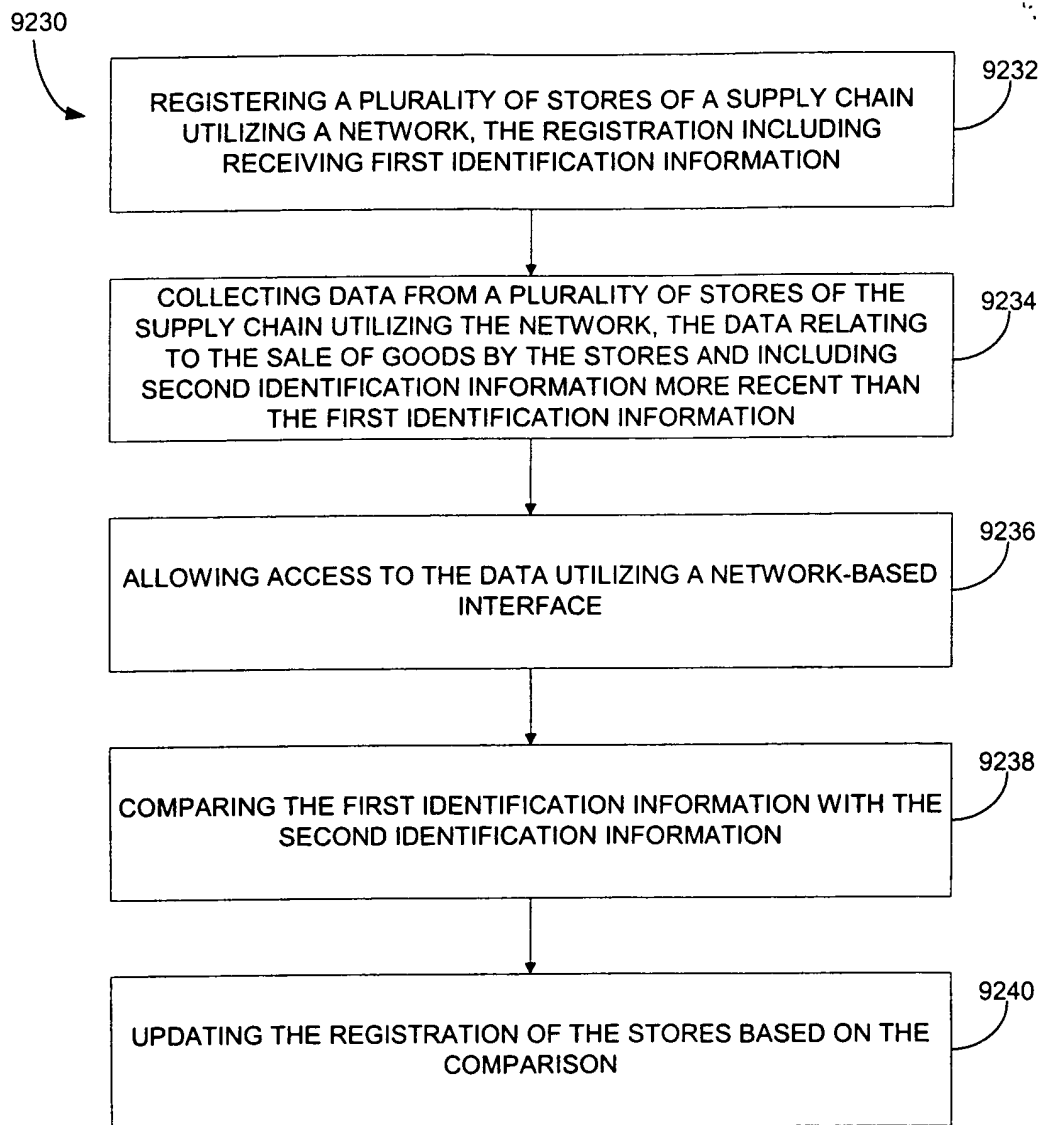 9230
9232
REGISTERING A PLURALITY OF STORES OF A SUPPLY CHAIN
UTILIZING A NETWORK, THE REGISTRATION INCLUDING
RECEIVING FIRST IDENTIFICATION INFORMATION
9234
COLLECTING DATA FROM A PLURALITY OF STORES OF THE
SUPPLY CHAIN UTILIZING THE NETWORK, THE DATA RELATING
TO THE SALE OF GOODS BY THE STORES AND INCLUDING
SECOND IDENTIFICATION INFORMATION MORE RECENT THAN
THE FIRST IDENTIFICATION INFORMATION
9236
ALLOWING ACCESS TO THE DATA UTILIZING A NETWORK-BASED
INTERFACE
9238
COMPARING THE FIRST IDENTIFICATION INFORMATION WITH THE
SECOND IDENTIFICATION INFORMATION
9240
UPDATING THE REGISTRATION OF THE STORES BASED ON THE
COMPARISON